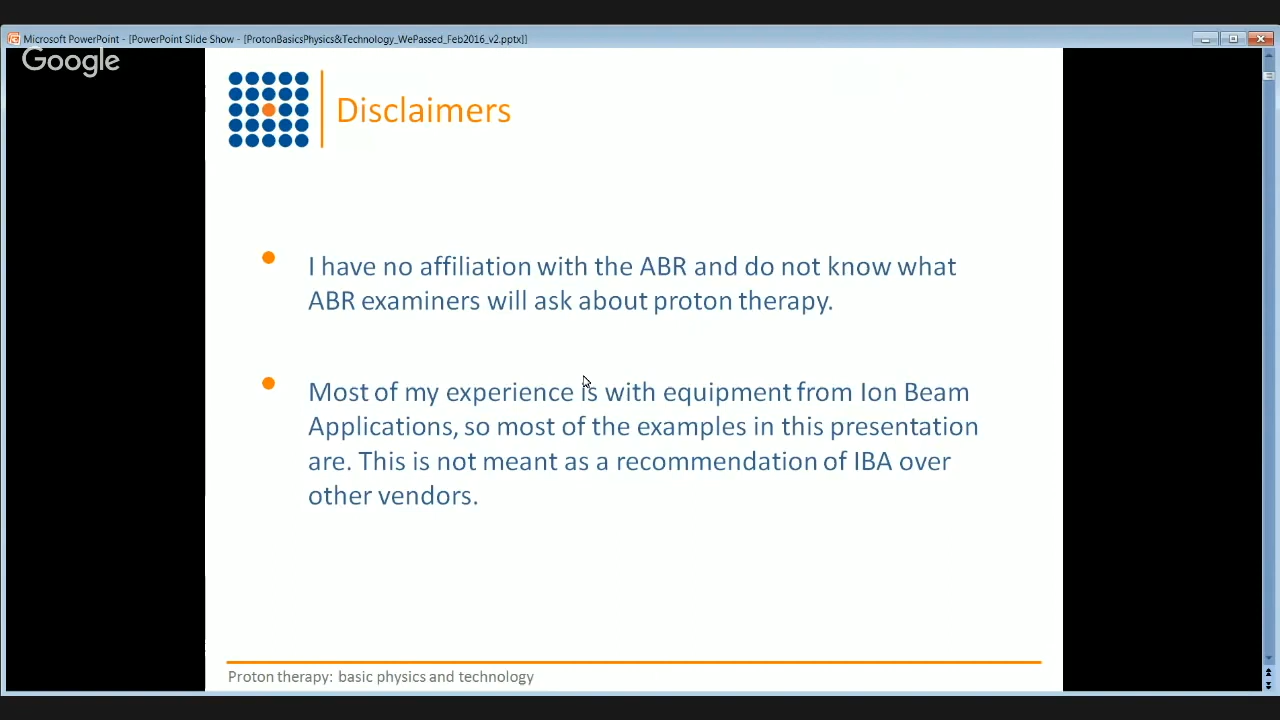 Microsoft PowerPoint - [PowerPoint Slide Show - [ProtonBasicsPhysics&Technology_WePassed_Feb2016_v2.pptx]]
Google
Disclaimers
• I have no affiliation with the ABR and do not know what
ABR examiners will ask about proton therapy.
• Most of my experience is with equipment from Ion Beam
Applications, so most of the examples in this presentation
are. This is not meant as a recommendation of IBA over
other vendors.
Proton therapy: basic physics and technology